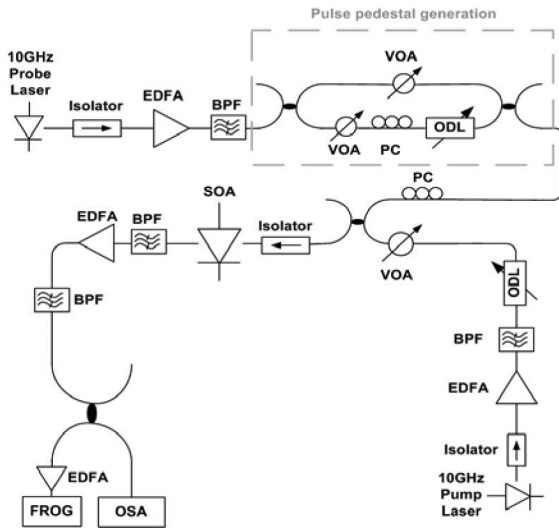 Pulse pedestal generation
10GHz
Probe
Laser
Isolator
EDFA
BPF
VOA
VOA
PC
ODL
PC
SOA
EDFA
BPF
Isolator
VOA
ODL
BPF
BPF
EDFA
Isolator
10GHz
Pump
Laser
EDFA
FROG
OSA